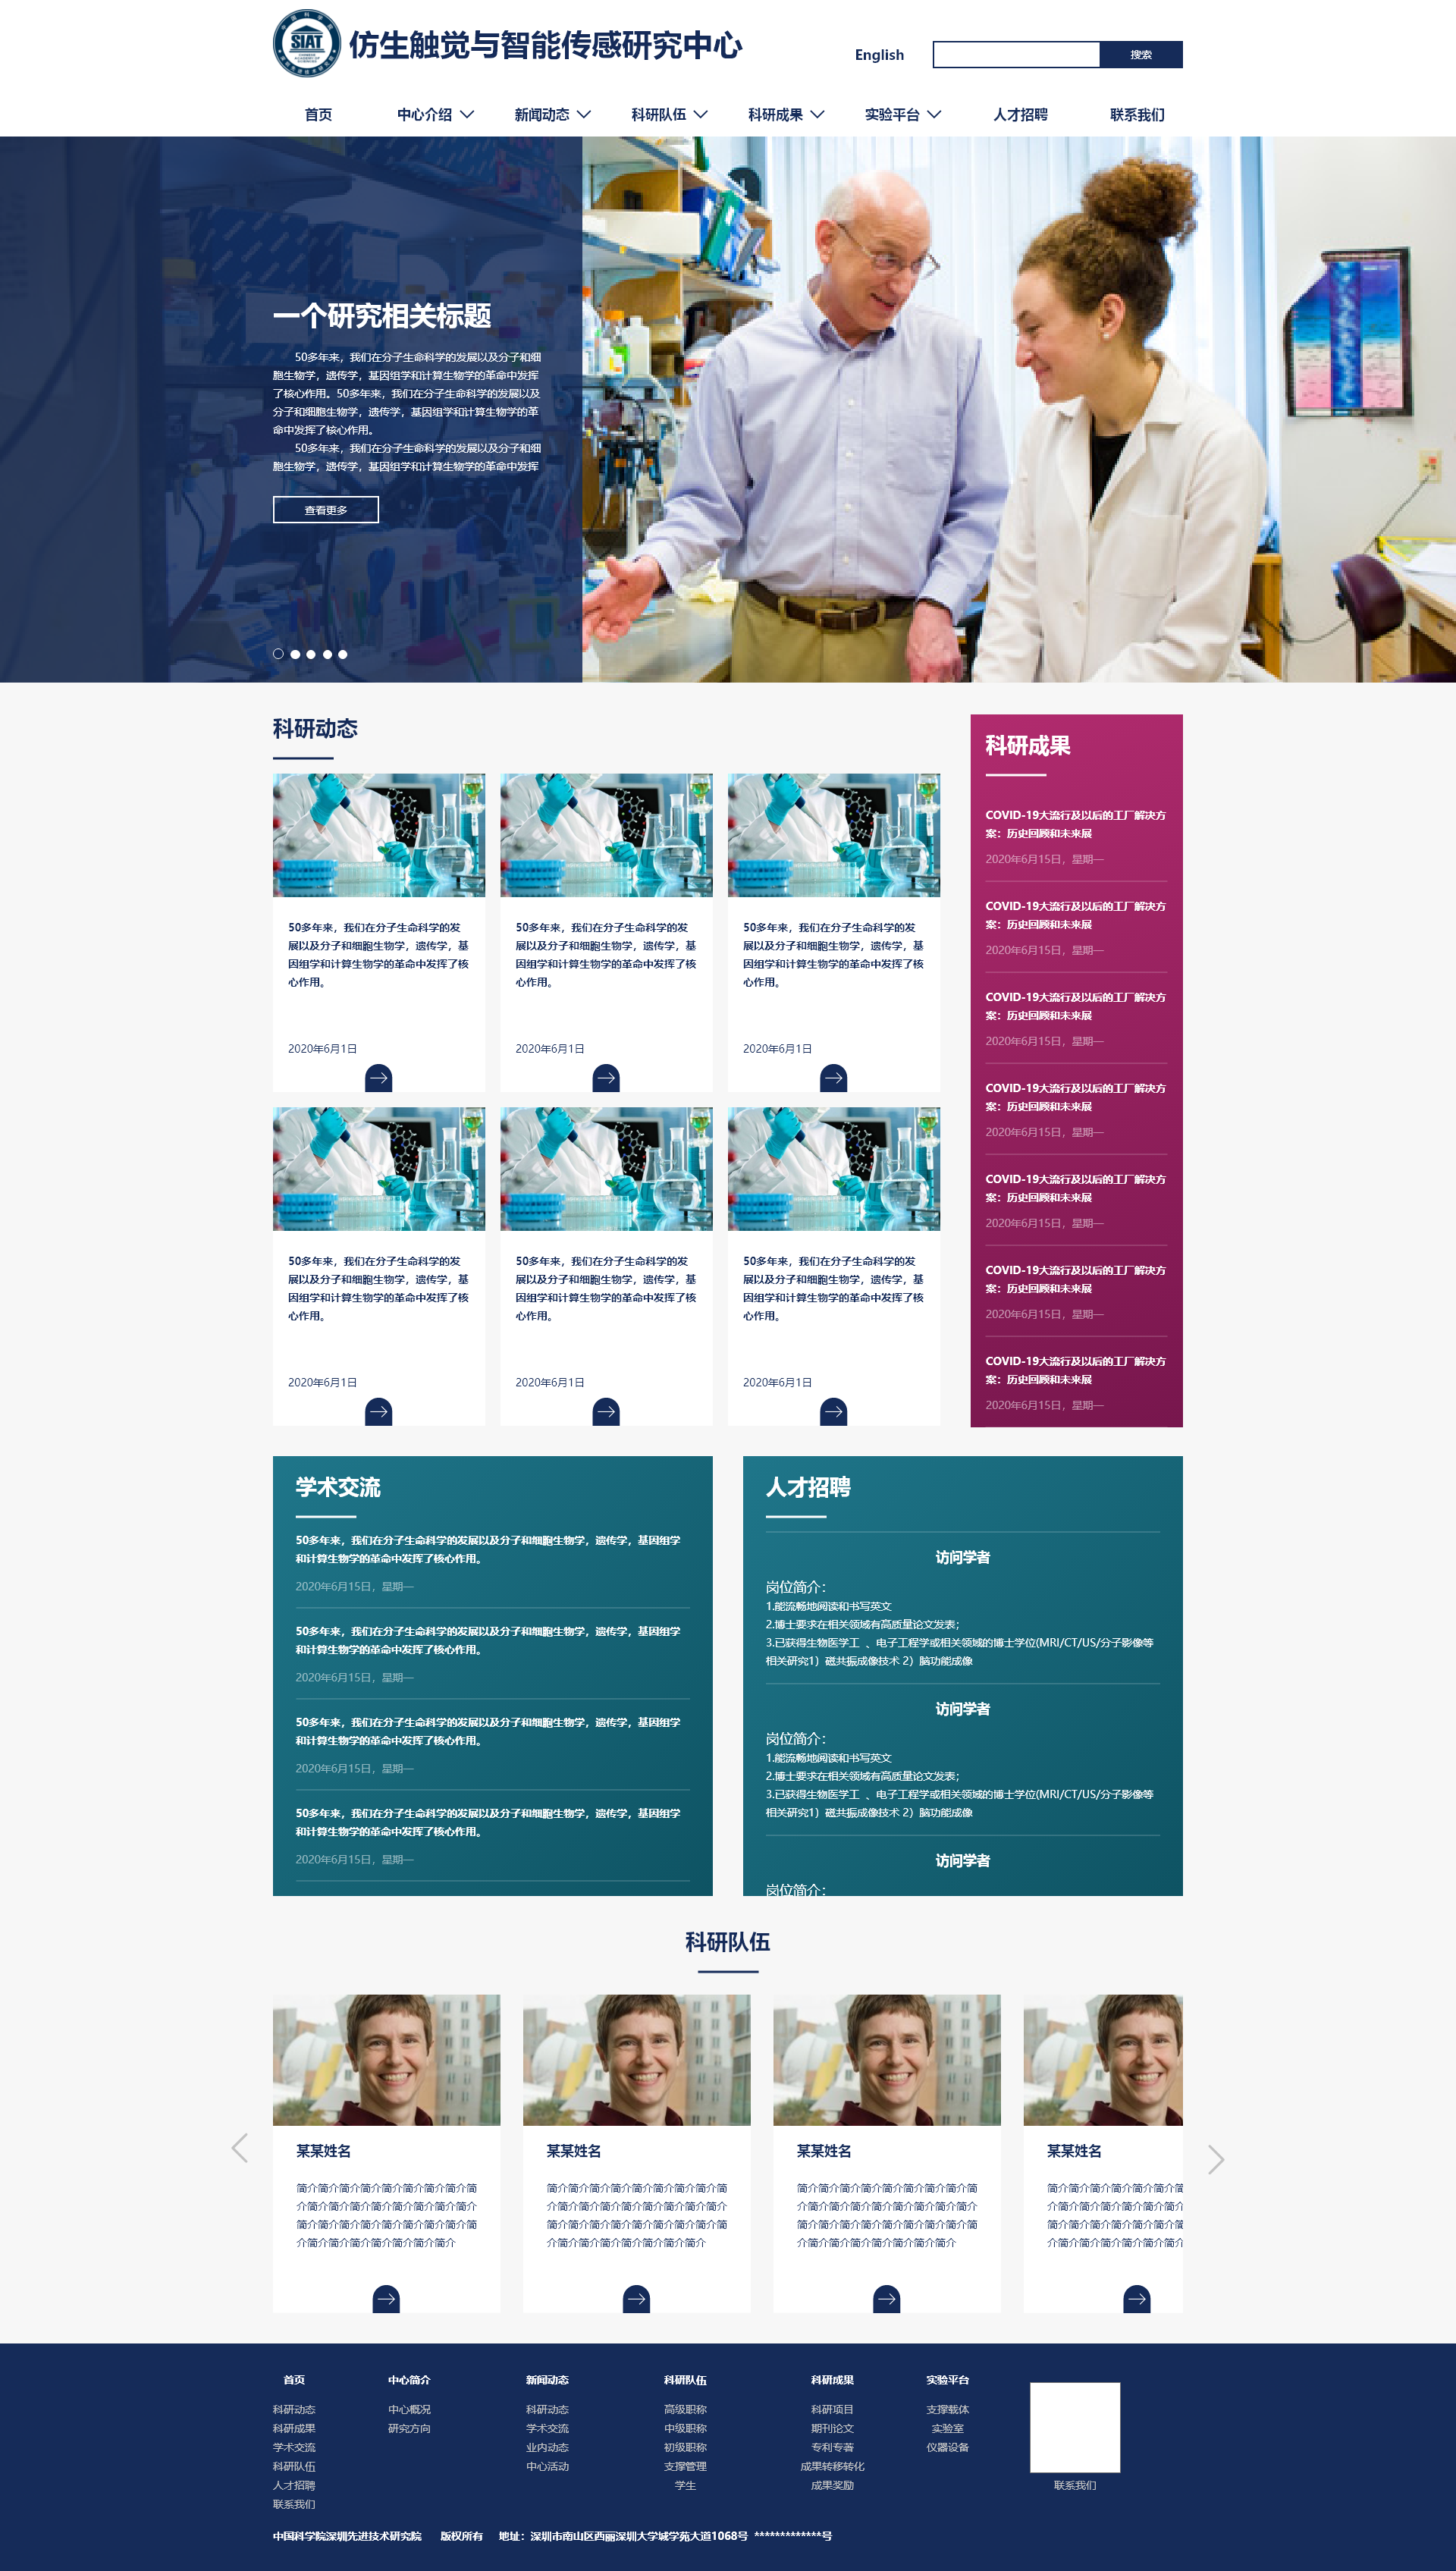 SIAT
仿生触觉与智能传感研究中心
English
搜索
首页 中心介绍 新闻动态 科研队伍 科研成果 实验平台 人才招聘 联系我们
一个研究相关标题
50多年来，我们在分子生命科学的发展以及分子和细
胞生物学，遗传学，基因组学和计算生物学的革命中发挥
了核心作用。50多年来，我们在分子生命科学的发展以及
分子和细胞生物学，遗传学，基因组学和计算生物学的革
命中发挥了核心作用。
50多年来，我们在分子生命科学的发展以及分子和细
胞生物学，遗传学，基因组学和计算生物学的革命中发挥
查看更多
科研动态
50多年来，我们在分子生命科学的发
展以及分子和细胞生物学，遗传学，基
因组学和计算生物学的革命中发挥了核
心作用。
2020年6月1日
50多年来，我们在分子生命科学的发
展以及分子和细胞生物学，遗传学，基
因组学和计算生物学的革命中发挥了核
心作用。
2020年6月1日
50多年来，我们在分子生命科学的发
展以及分子和细胞生物学，遗传学，基
因组学和计算生物学的革命中发挥了核
心作用。
2020年6月1日
50多年来，我们在分子生命科学的发
展以及分子和细胞生物学，遗传学，基
因组学和计算生物学的革命中发挥了核
心作用。
2020年6月1日
50多年来，我们在分子生命科学的发
展以及分子和细胞生物学，遗传学，基
因组学和计算生物学的革命中发挥了核
心作用。
2020年6月1日
50多年来，我们在分子生命科学的发
展以及分子和细胞生物学，遗传学，基
因组学和计算生物学的革命中发挥了核
心作用。
2020年6月1日
科研成果
COVID-19大流行及以后的工厂解决方
案：历史回顾和未来展
2020年6月15日，星期一
COVID-19大流行及以后的工厂解决方
案：历史回顾和未来展
2020年6月15日，星期一
COVID-19大流行及以后的工厂解决方
案：历史回顾和未来展
2020年6月15日，星期一
COVID-19大流行及以后的工厂解决方
案：历史回顾和未来展
2020年6月15日，星期一
COVID-19大流行及以后的工厂解决方
案：历史回顾和未来展
2020年6月15日，星期一
COVID-19大流行及以后的工厂解决方
案：历史回顾和未来展
2020年6月15日，星期一
COVID-19大流行及以后的工厂解决方
案：历史回顾和未来展
2020年6月15日，星期一
学术交流
50多年来，我们在分子生命科学的发展以及分子和细胞生物学，遗传学，基因组学
和计算生物学的革命中发挥了核心作用。
2020年6月15日，星期一
50多年来，我们在分子生命科学的发展以及分子和细胞生物学，遗传学，基因组学
和计算生物学的革命中发挥了核心作用。
2020年6月15日，星期一
50多年来，我们在分子生命科学的发展以及分子和细胞生物学，遗传学，基因组学
和计算生物学的革命中发挥了核心作用。
2020年6月15日，星期一
50多年来，我们在分子生命科学的发展以及分子和细胞生物学，遗传学，基因组学
和计算生物学的革命中发挥了核心作用。
2020年6月15日，星期一
人才招聘
访问学者
岗位简介：
1.能流畅地阅读和书写英文
2.博士要求在相关领域有高质量论文发表；
3.已获得生物医学工 、电子工程学或相关领域的博士学位(MRI/CT/US/分子影像等
相关研究1）磁共振成像技术 2）脑功能成像
访问学者
岗位简介：
1.能流畅地阅读和书写英文
2.博士要求在相关领域有高质量论文发表；
3.已获得生物医学工 、电子工程学或相关领域的博士学位(MRI/CT/US/分子影像等
相关研究1）磁共振成像技术 2）脑功能成像
访问学者
岗位简介：
科研队伍
某某姓名
简介简介简介简介简介简介简介简介简
介简介简介简介简介简介简介简介简介
简介简介简介简介简介简介简介简介简
介简介简介简介简介简介简介简介
某某姓名
简介简介简介简介简介简介简介简介简
介简介简介简介简介简介简介简介简介
简介简介简介简介简介简介简介简介简
介简介简介简介简介简介简介简介
某某姓名
简介简介简介简介简介简介简介简介简
介简介简介简介简介简介简介简介简介
简介简介简介简介简介简介简介简介简
介简介简介简介简介简介简介简介
某某姓名
简介简介简介简介简介简介简
介简介简介简介简介简介简介
简介简介简介简介简介简介简
介简介简介简介简介简介简介
首页
科研动态
科研成果
学术交流
科研队伍
人才招聘
联系我们
中心简介
中心概况
研究方向
新闻动态
科研动态
学术交流
业内动态
中心活动
科研队伍
高级职称
中级职称
初级职称
支撑管理
学生
科研成果
科研项目
期刊论文
专利专著
成果转移转化
成果奖励
实验平台
支撑载体
实验室
仪器设备
联系我们
中国科学院深圳先进技术研究院 版权所有 地址：深圳市南山区西丽深圳大学城学苑大道1068号 *************号